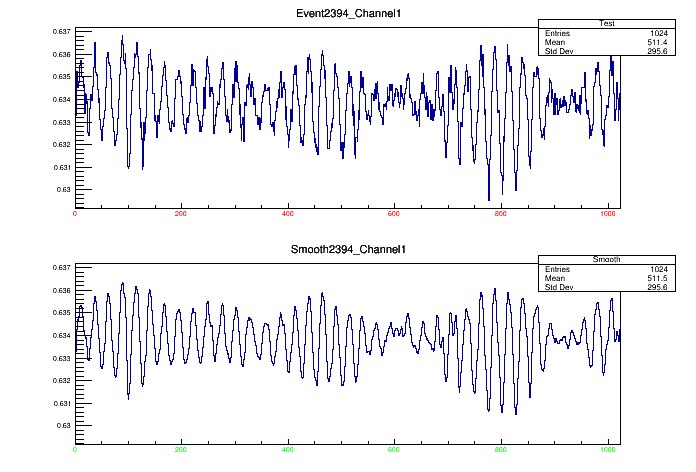 Event2394_Channel1
Test
Entries 1024
Mean 511.4
Std Dev 295.6
0.637
0.636
0.635
0.634
0.633
0.632
0.631
0.63
0 200 400 600 800 1000
Smooth2394_Channel1
Smooth
Entries 1024
Mean 511.5
Std Dev 295.6
0.637
0.636
0.635
0.634
0.633
0.632
0.631
0.63
0 200 400 600 800 1000